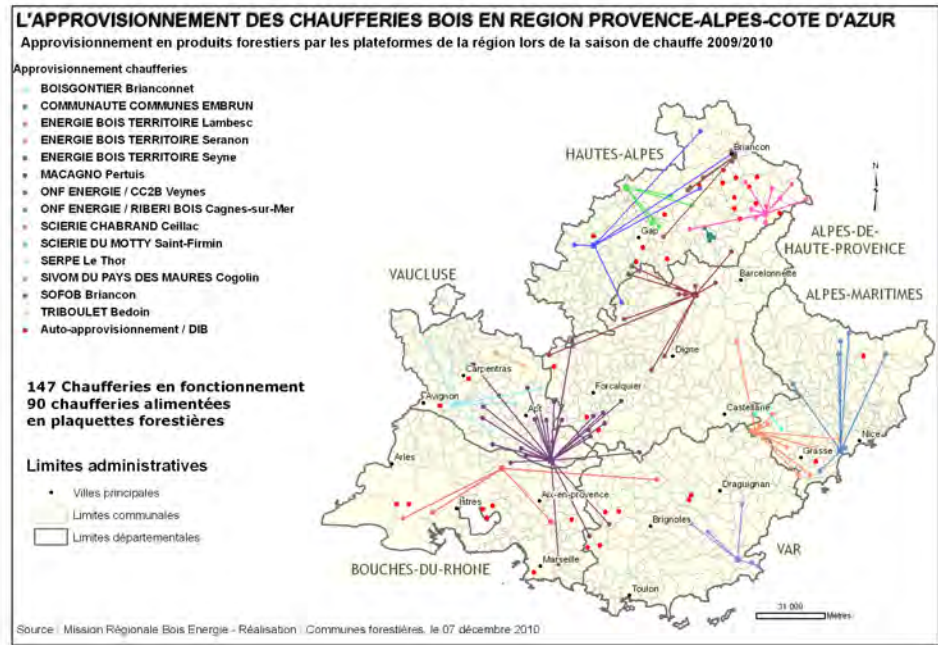 L'APPROVISIONNEMENT DES CHAUFFERIES BOIS EN REGION PROVENCE-ALPES-COTE D'AZUR
Approvisionnement en produits forestiers par les plateformes de la région lors de la saison de chauffe 2009/2010
Approvisionnement chaufferies
BOISGONTIER Brianconnet
COMMUNAUTE COMMUNES EMBRUN
ENERGIE BOIS TERRITOIRE Lambesc
ENERGIE BOIS TERRITOIRE Seranon
ENERGIE BOIS TERRITOIRE Seyne
MACAGNO Pertuis
ONF ENERGIE / CC2B Veynes
ONF ENERGIE / RIBERI BOIS Cagnes-sur-Mer
SCIERIE CHABRAND Ceillac
SCIERIE DU MOTTY Saint-Firmin
SERPE Le Thor
SIVOM DU PAYS DES MAURES Cogolin
SOFOB Briancon
TRIBOULET Bedoin
Auto-approvisionnement / DIB
147 Chaufferies en fonctionnement
90 chaufferies alimentées
en plaquettes forestières
Limites administratives
Villes principales
Limites communales
Limites départementales
HAUTES-ALPES
Briancon
N
Gap
ALPES-DE-
HAUTE-PROVENCE
Barcelonnette
VAUCLUSE
ALPES-MARITIMES
Digne
Carpentras
Forcalquier
Avignon
Apt
Castellane
Nice
Grasse
Arles
Draguignan
Istres
Aix-en-provence
Brignoles
VAR
BOUCHES-DU-RHONE
Marseille
Toulon
31 000
Mètres
Source : Mission Régionale Bois Energie - Réalisation : Communes forestières, le 07 décembre 2010